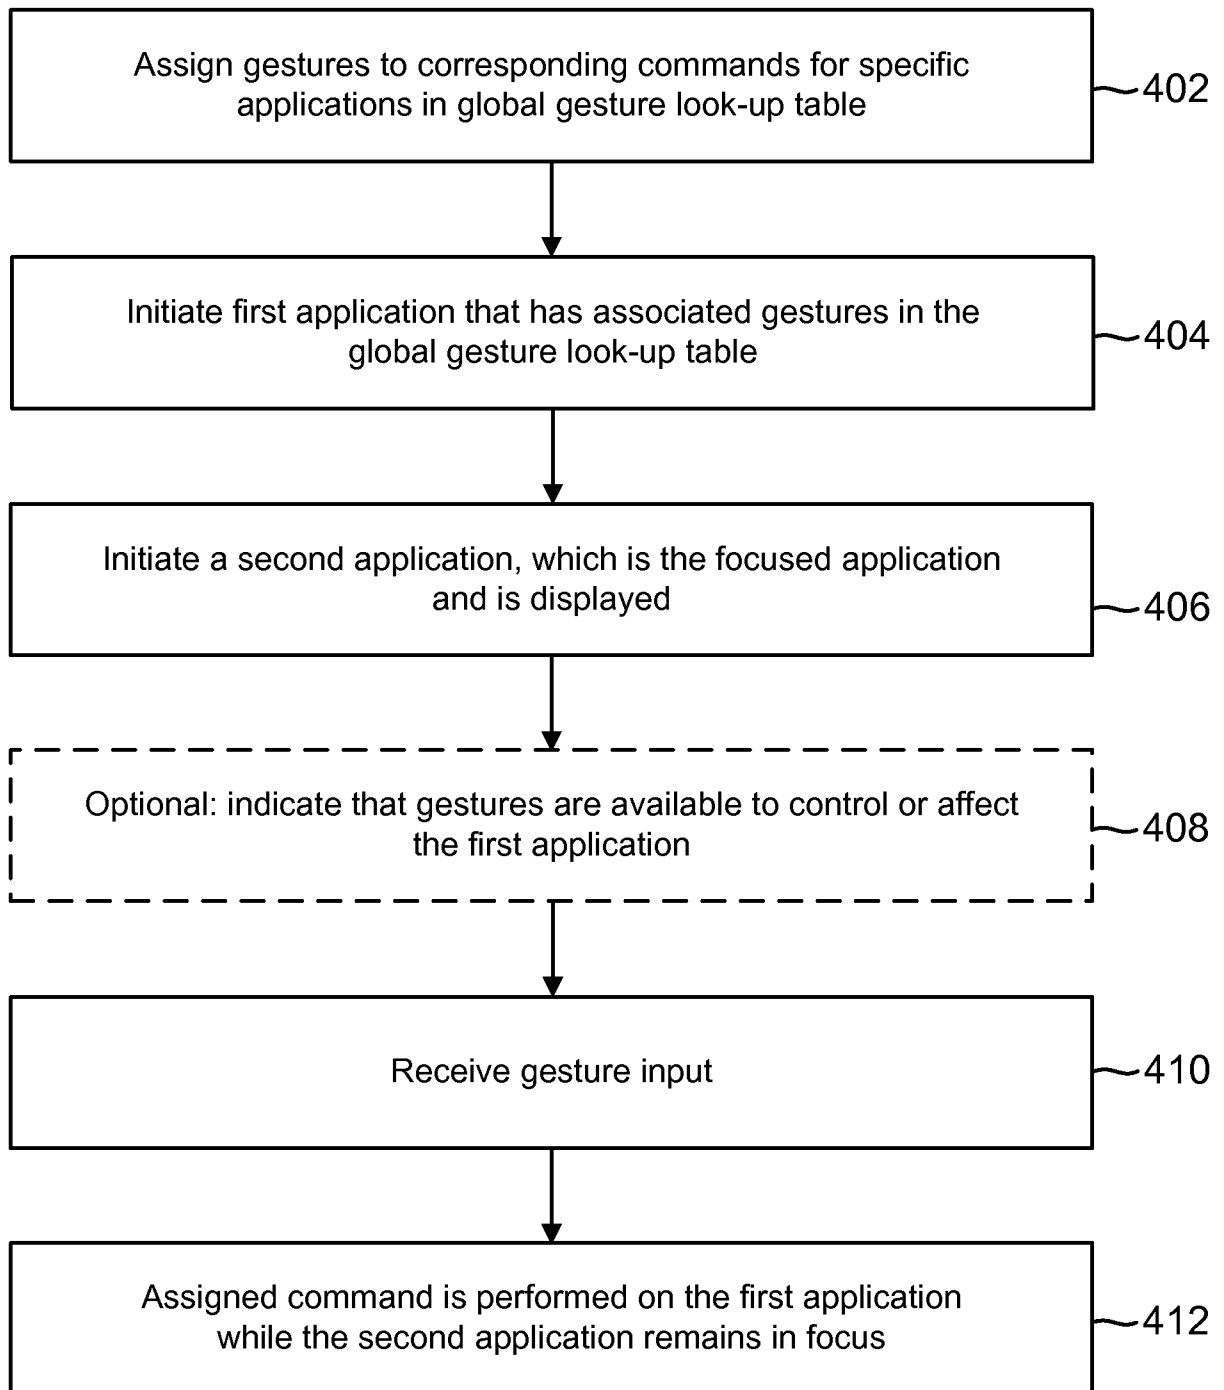 Assign gestures to corresponding commands for specific
applications in global gesture look-up table
402
Initiate first application that has associated gestures in the
global gesture look-up table
404
Initiate a second application, which is the focused application
and is displayed
406
Optional: indicate that gestures are available to control or affect
the first application
408
Receive gesture input
410
Assigned command is performed on the first application
while the second application remains in focus
412